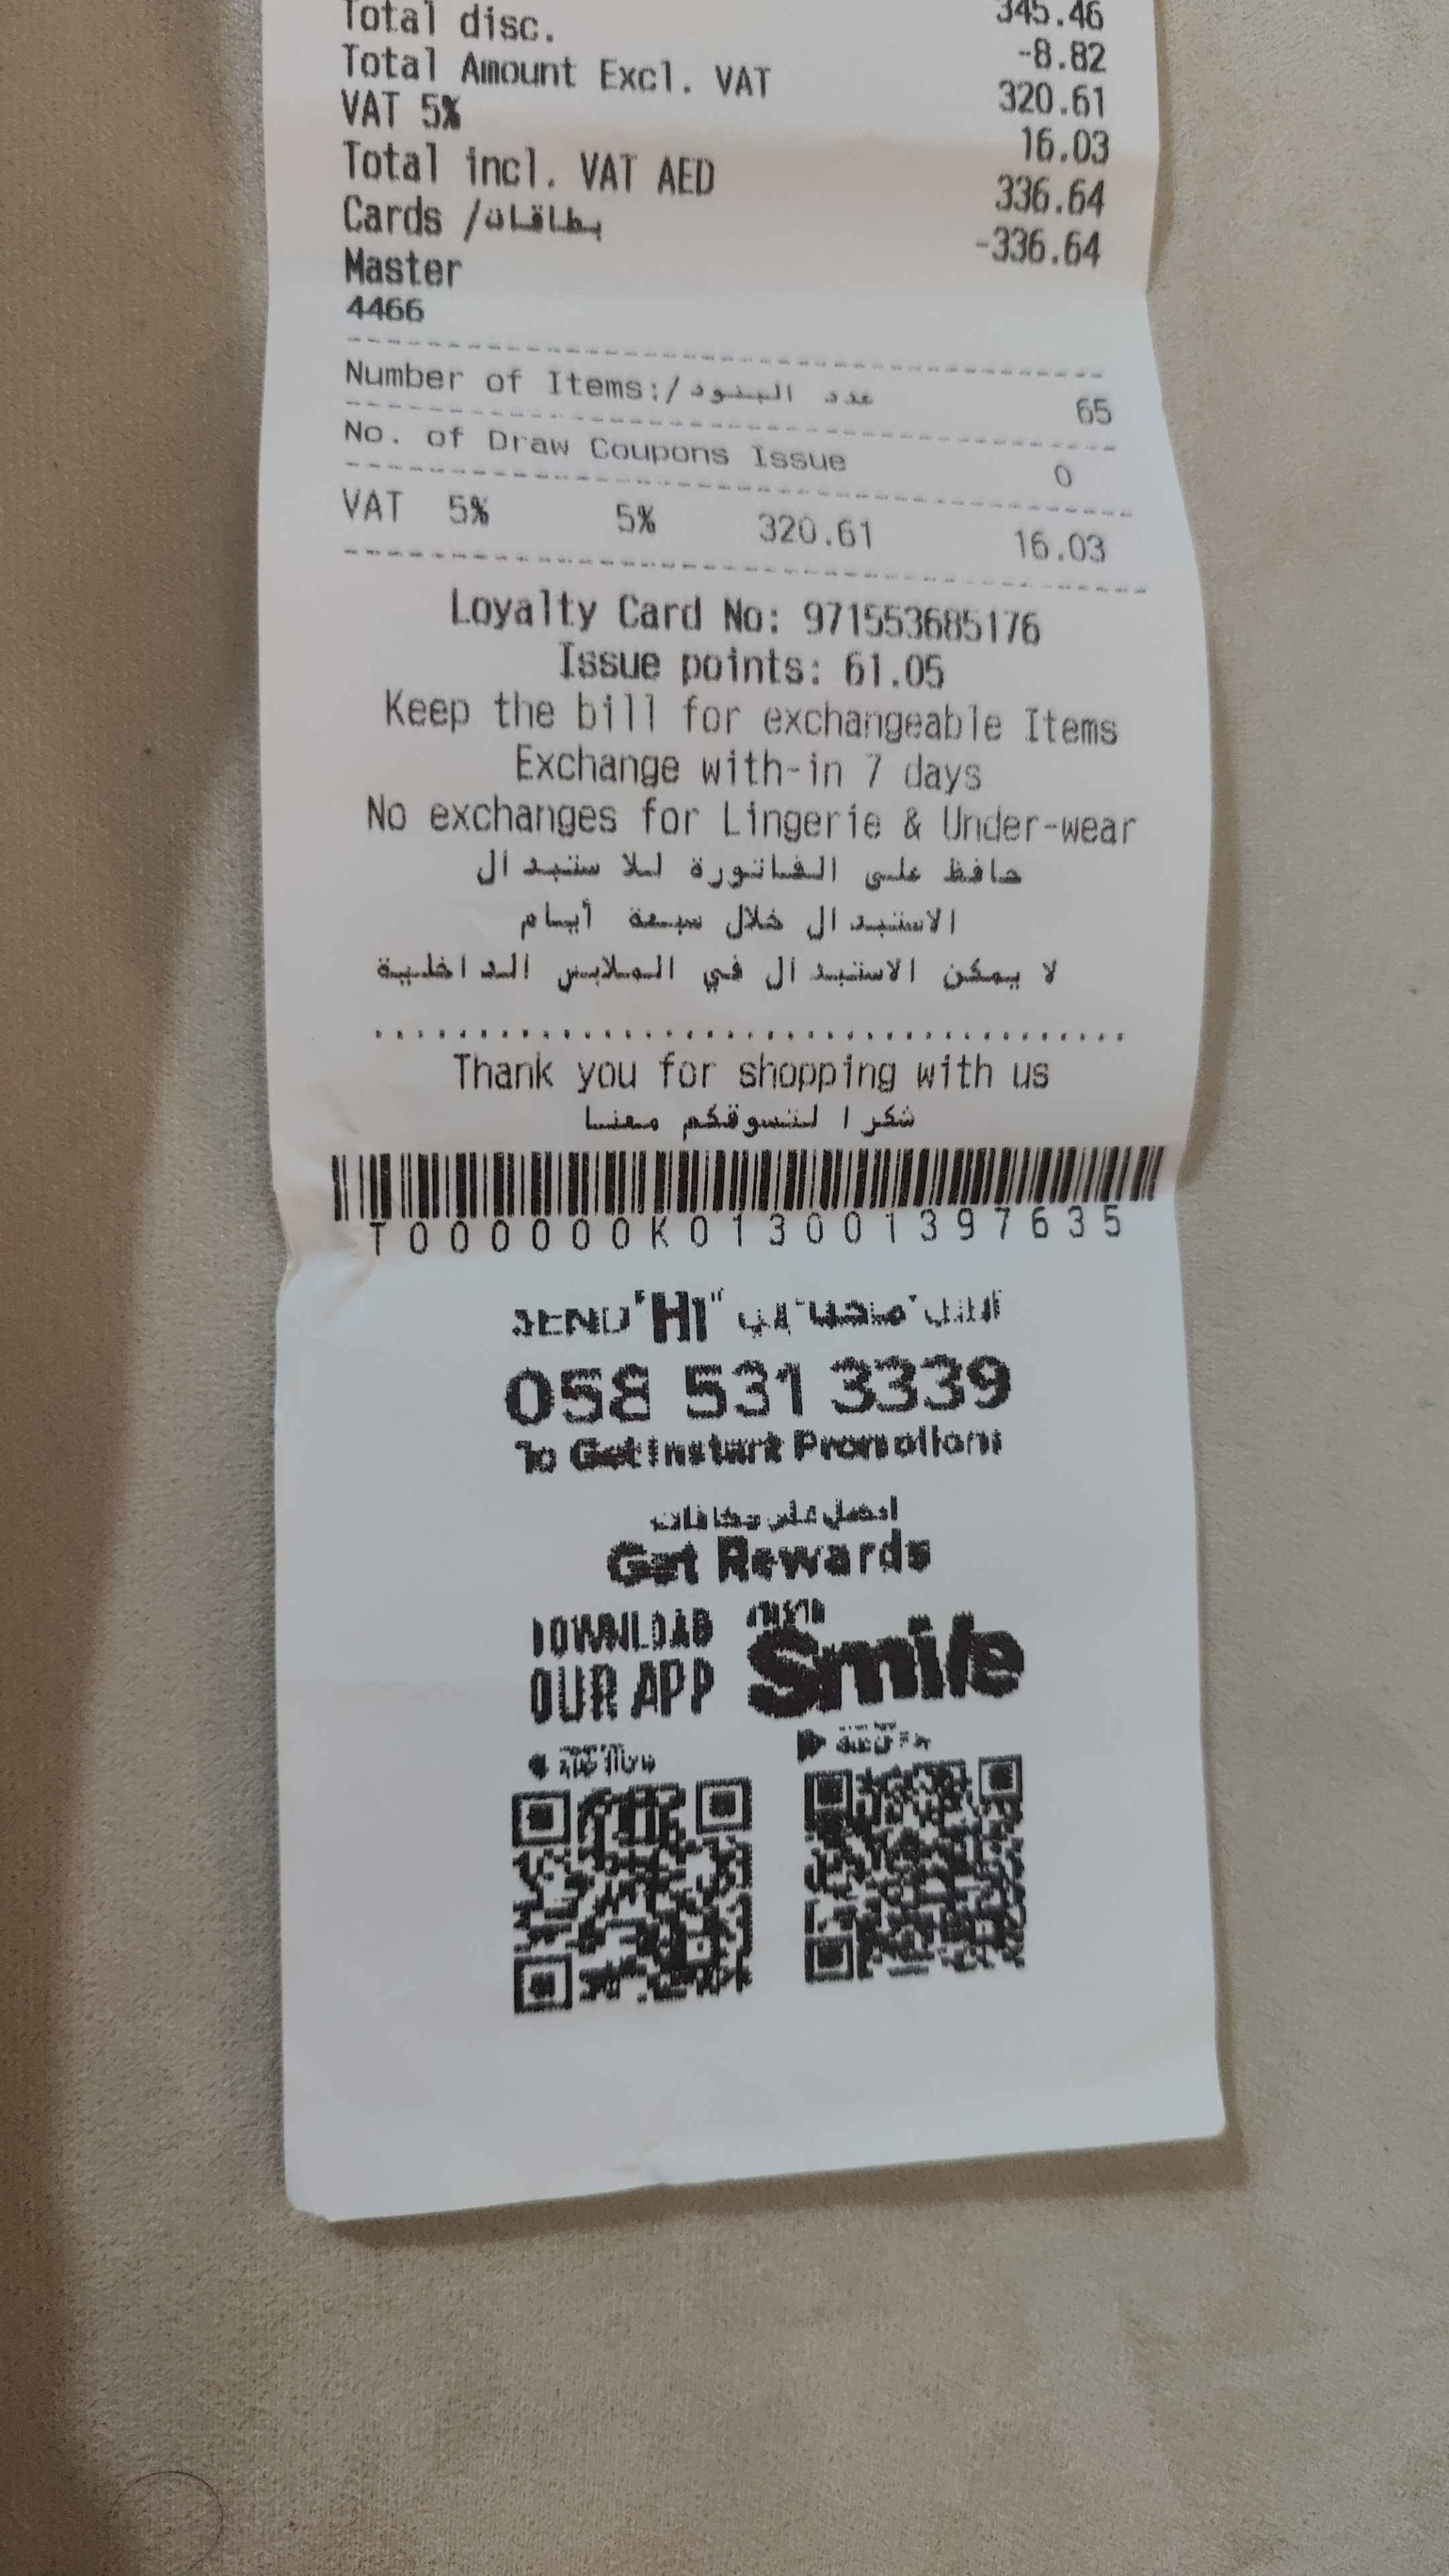 345.46
Total disc. -8.82
Total Amount Excl. VAT 320.61
VAT 5% 16.03
Total incl. VAT AED 336.64
Cards /بطاقات -336.64
Master
4466
Number of Items:/عدد البنود 65
No. of Draw Coupons Issue 0
VAT 5% 5% 320.61 16.03
Loyalty Card No: 971553685176
Issue points: 61.05
Keep the bill for exchangeable Items
Exchange with-in 7 days
No exchanges for Lingerie & Under-wear
حافظ على الفاتورة للاستبدال
الاستبدال خلال سبعة أيام
لا يمكن الاستبدال في الملابس الداخلية
Thank you for shopping with us
شكرا لتسوقكم معنا
T000000K013001397635
SEND "HI" أرسل "مرحبا" إلى
058 531 3339
To Get Instant Promotions
احصل على مكافآت
Get Rewards
DOWNLOAD
OUR APP Smile